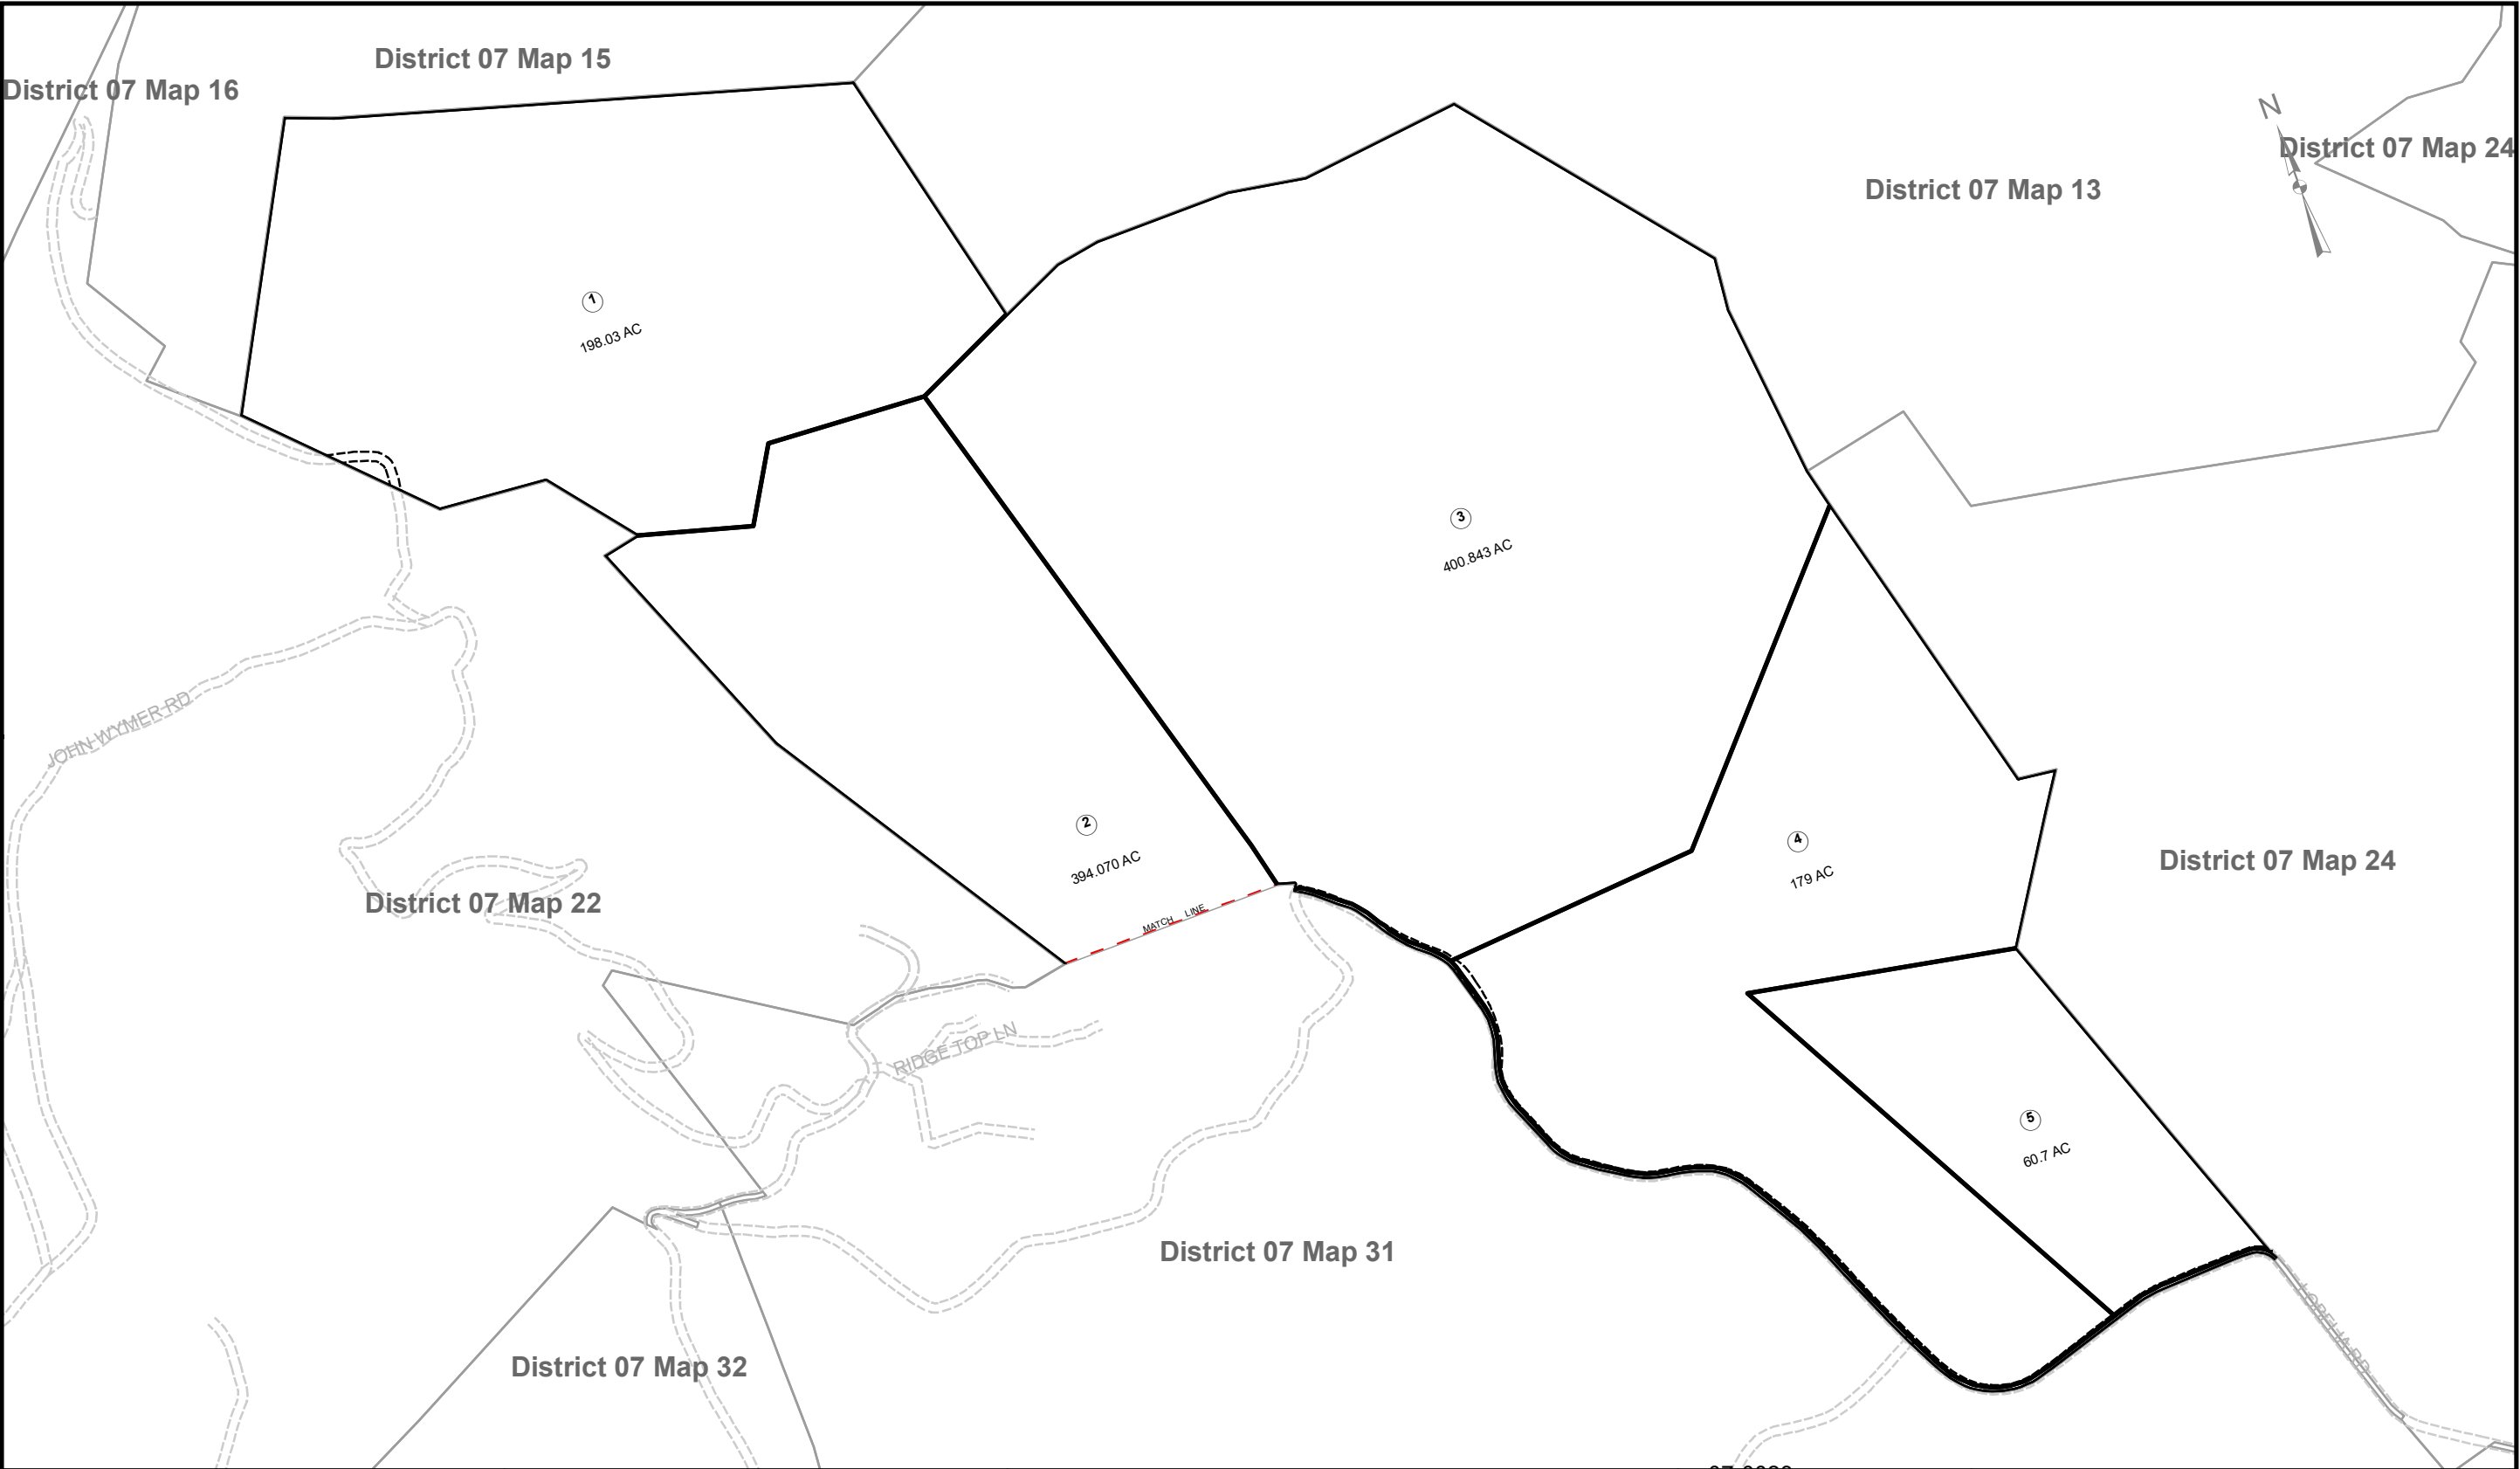 District 07 Map 15
District 07 Map 16
N
District 07 Map 24
District 07 Map 13
1
198.03 AC
3
400.843 AC
JOHN WYMER RD
2
394.070 AC
4
179 AC
District 07 Map 24
District 07 Map 22
MATCH LINE
RIDGE TOP LN
5
60.7 AC
District 07 Map 31
LOBELIA RD
District 07 Map 32